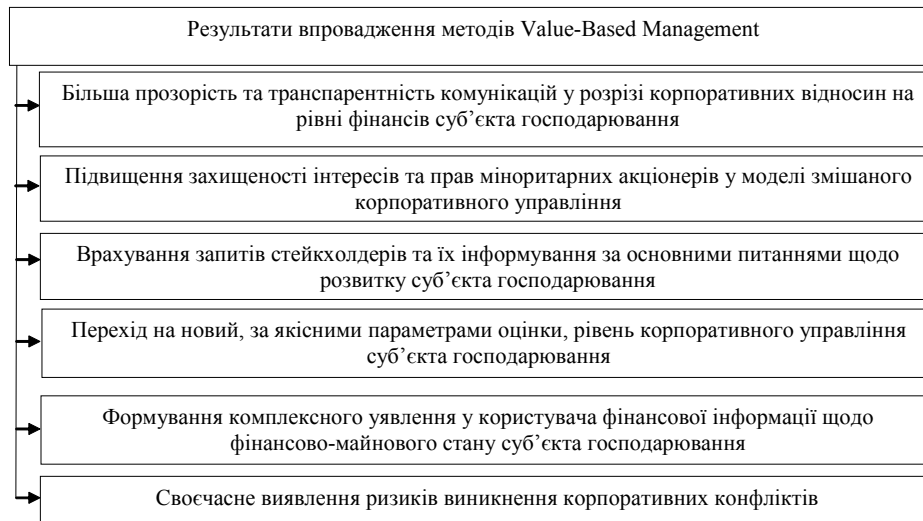 Результати впровадження методів Value-Based Management
Більша прозорість та транспарентність комунікацій у розрізі корпоративних відносин на
рівні фінансів суб’єкта господарювання
Підвищення захищеності інтересів та прав міноритарних акціонерів у моделі змішаного
корпоративного управління
Врахування запитів стейкхолдерів та їх інформування за основними питаннями щодо
розвитку суб’єкта господарювання
Перехід на новий, за якісними параметрами оцінки, рівень корпоративного управління
суб’єкта господарювання
Формування комплексного уявлення у користувача фінансової інформації щодо
фінансово-майнового стану суб’єкта господарювання
Своєчасне виявлення ризиків виникнення корпоративних конфліктів